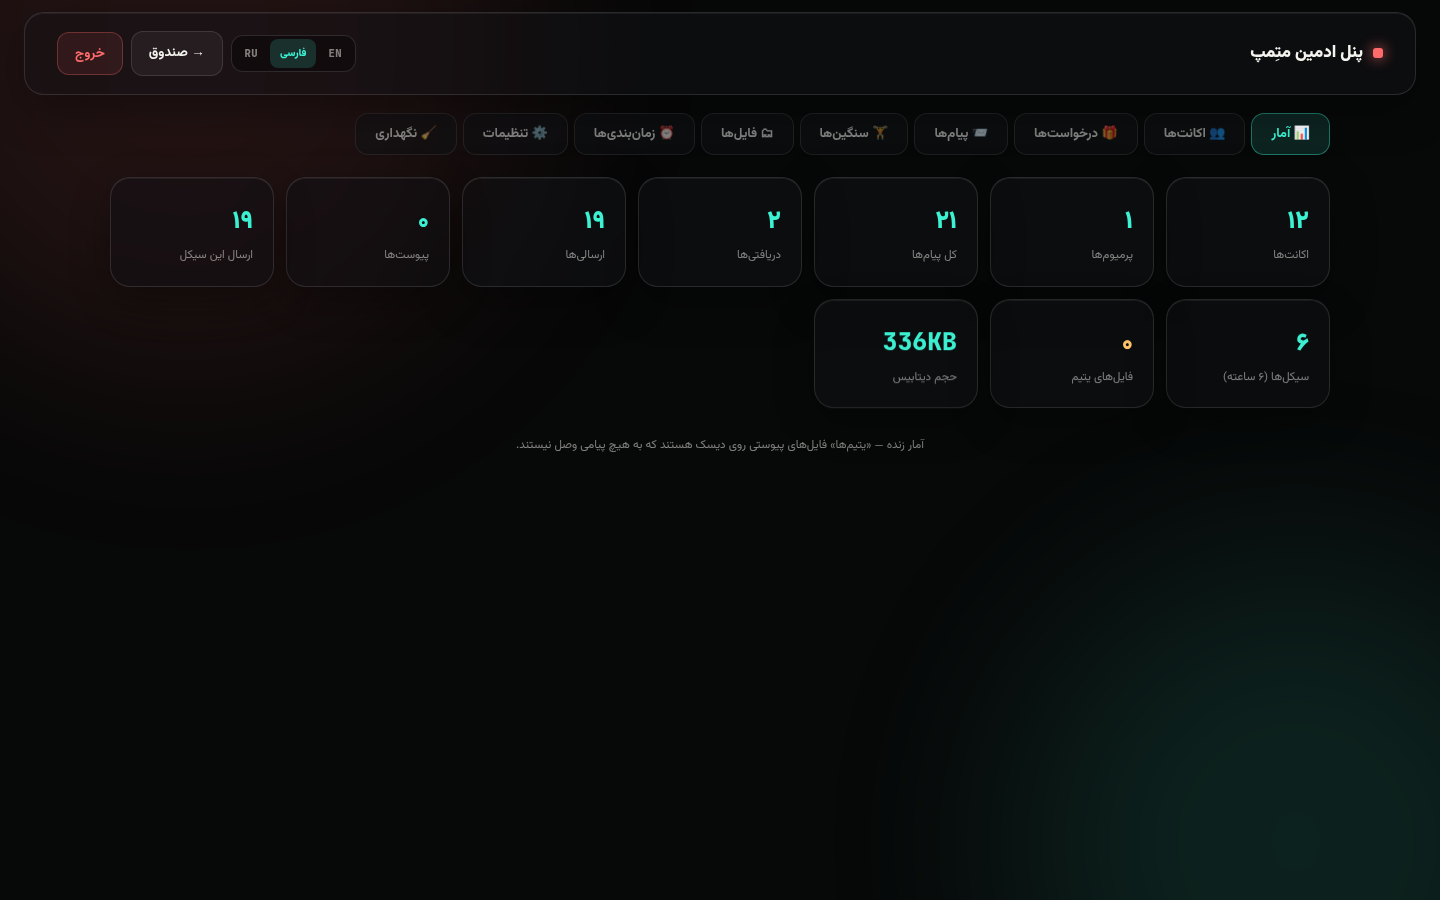 پنل ادمین متِمپ
EN فارسی RU
→ صندوق
خروج
📊 آمار
👥 اکانت‌ها
🎁 درخواست‌ها
📨 پیام‌ها
🏋️ سنگین‌ها
🗂 فایل‌ها
⏰ زمان‌بندی‌ها
⚙️ تنظیمات
🧹 نگهداری
۱۲
اکانت‌ها
۱
پرمیوم‌ها
۲۱
کل پیام‌ها
۲
دریافتی‌ها
۱۹
ارسالی‌ها
۰
پیوست‌ها
۱۹
ارسال این سیکل
۶
سیکل‌ها (۶ ساعته)
۰
فایل‌های یتیم
336KB
حجم دیتابیس
آمار زنده — «یتیم‌ها» فایل‌های پیوستی روی دیسک هستند که به هیچ پیامی وصل نیستند.